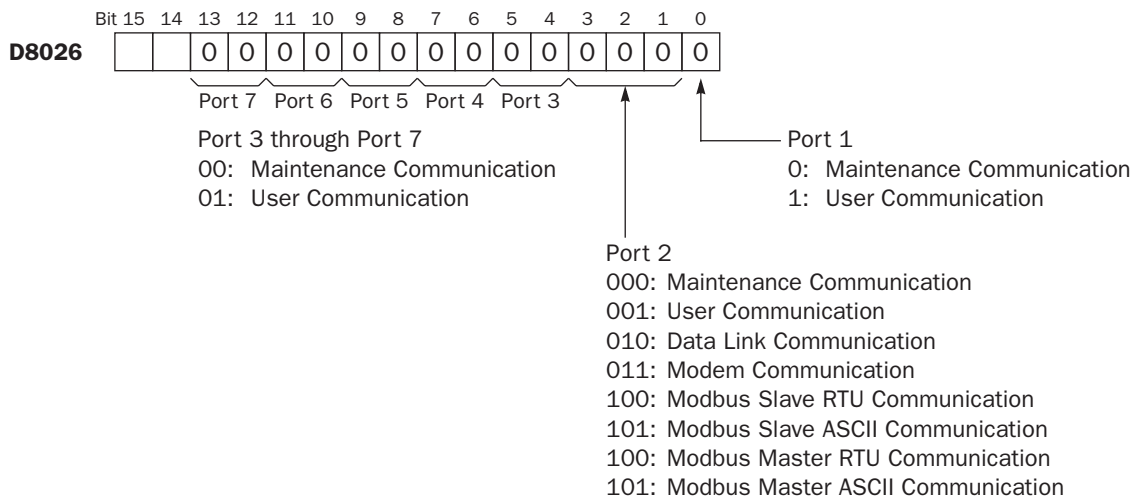 Bit 15 14 13 12 11 10 9 8 7 6 5 4 3 2 1 0
D8026 0 0 0 0 0 0 0 0 0 0 0 0 0 0
Port 7 Port 6 Port 5 Port 4 Port 3
Port 3 through Port 7
00: Maintenance Communication
01: User Communication
Port 1
0: Maintenance Communication
1: User Communication
Port 2
000: Maintenance Communication
001: User Communication
010: Data Link Communication
011: Modem Communication
100: Modbus Slave RTU Communication
101: Modbus Slave ASCII Communication
100: Modbus Master RTU Communication
101: Modbus Master ASCII Communication